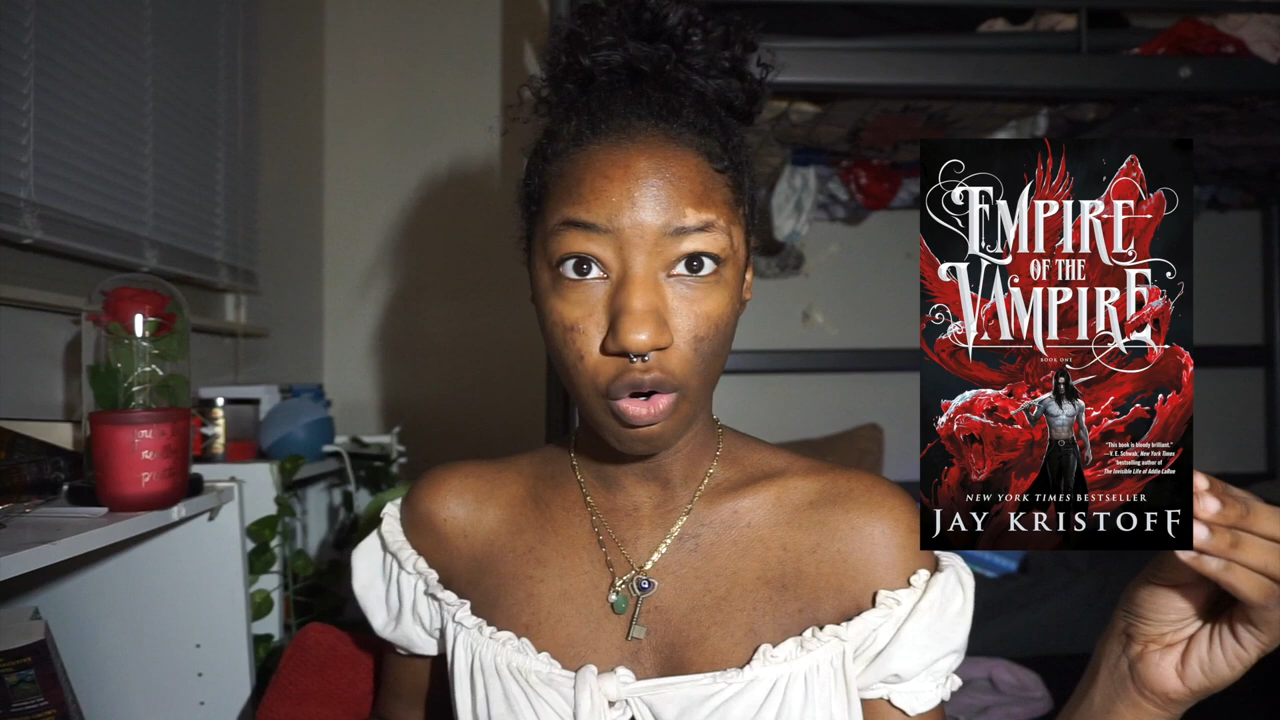 EMPIRE
OF THE
VAMPIRE
BOOK ONE
"This book is bloody brilliant."
—V. E. Schwab, New York Times
bestselling author of
The Invisible Life of Addie LaRue
NEW YORK TIMES BESTSELLER
JAY KRISTOFF